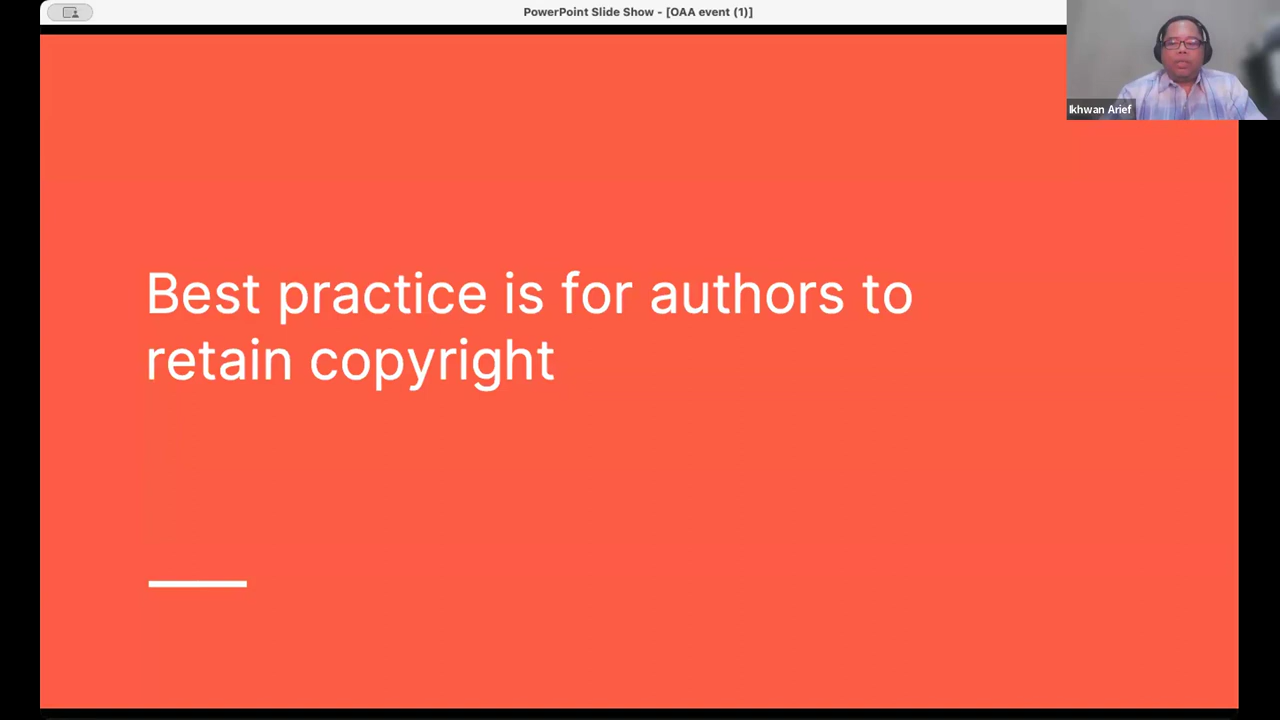 PowerPoint Slide Show - [OAA event (1)]
Ikhwan Arief
Best practice is for authors to
retain copyright